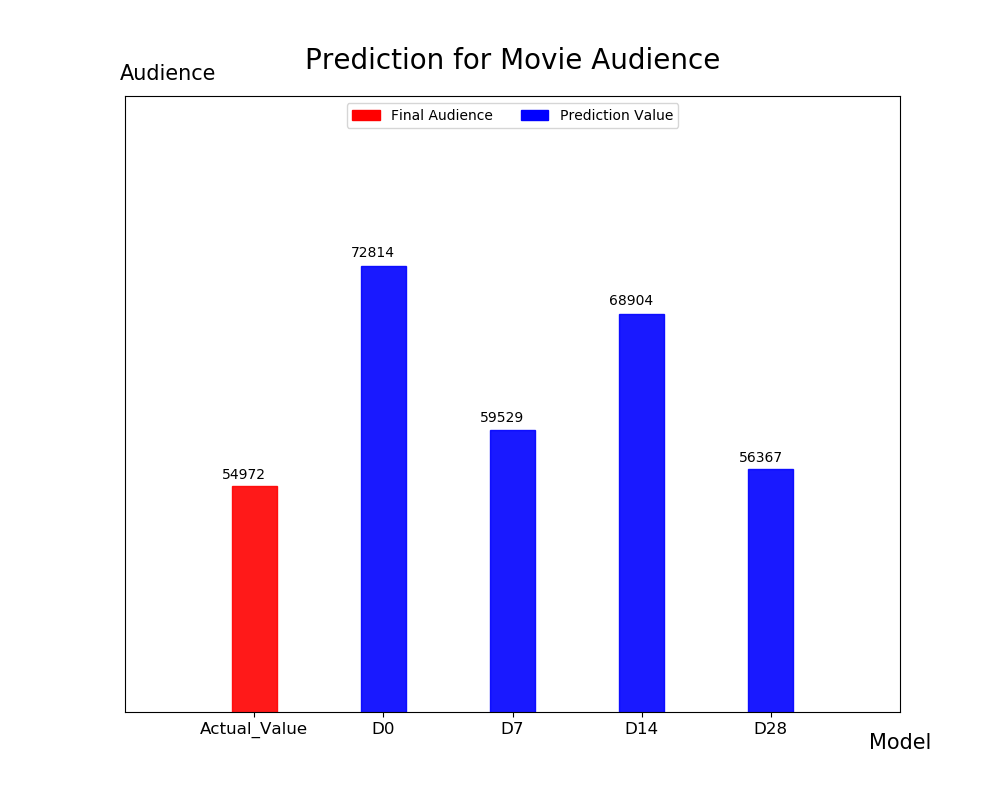 Prediction for Movie Audience
Audience
Final Audience Prediction Value
72814
68904
59529
56367
54972
Actual_Value D0 D7 D14 D28
Model